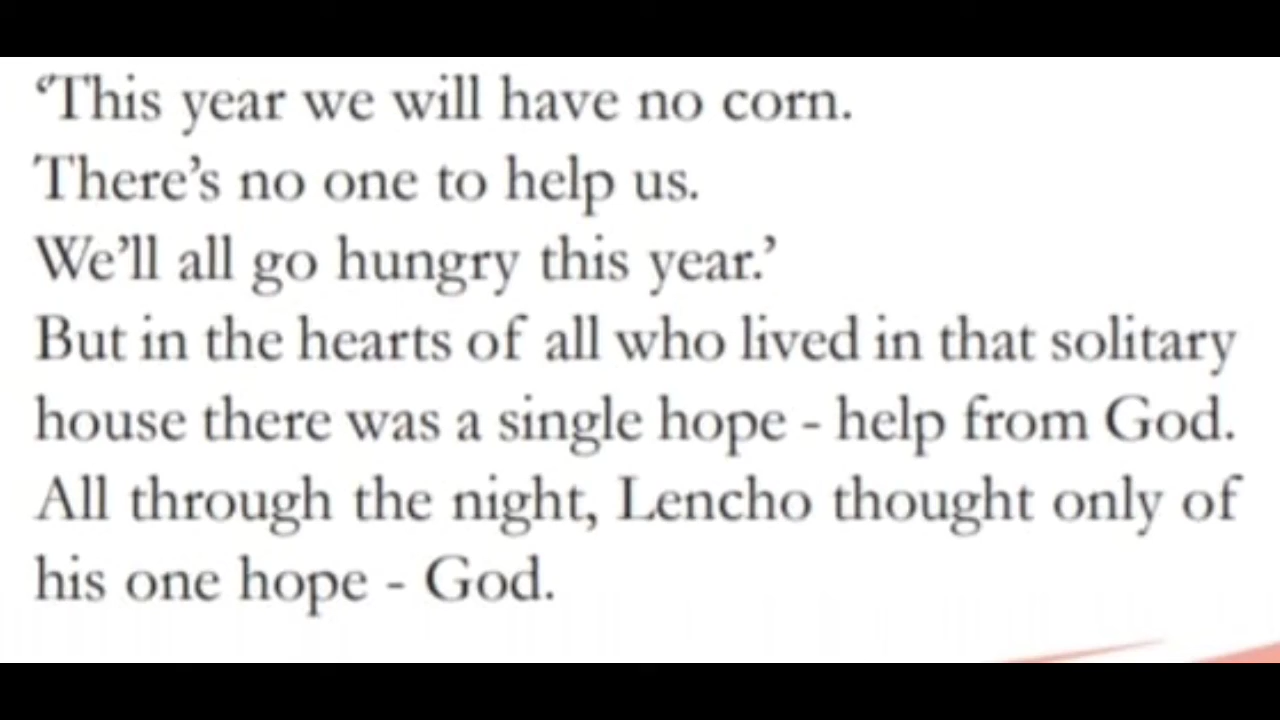 ‘This year we will have no corn.
There’s no one to help us.
We’ll all go hungry this year.’
But in the hearts of all who lived in that solitary
house there was a single hope - help from God.
All through the night, Lencho thought only of
his one hope - God.